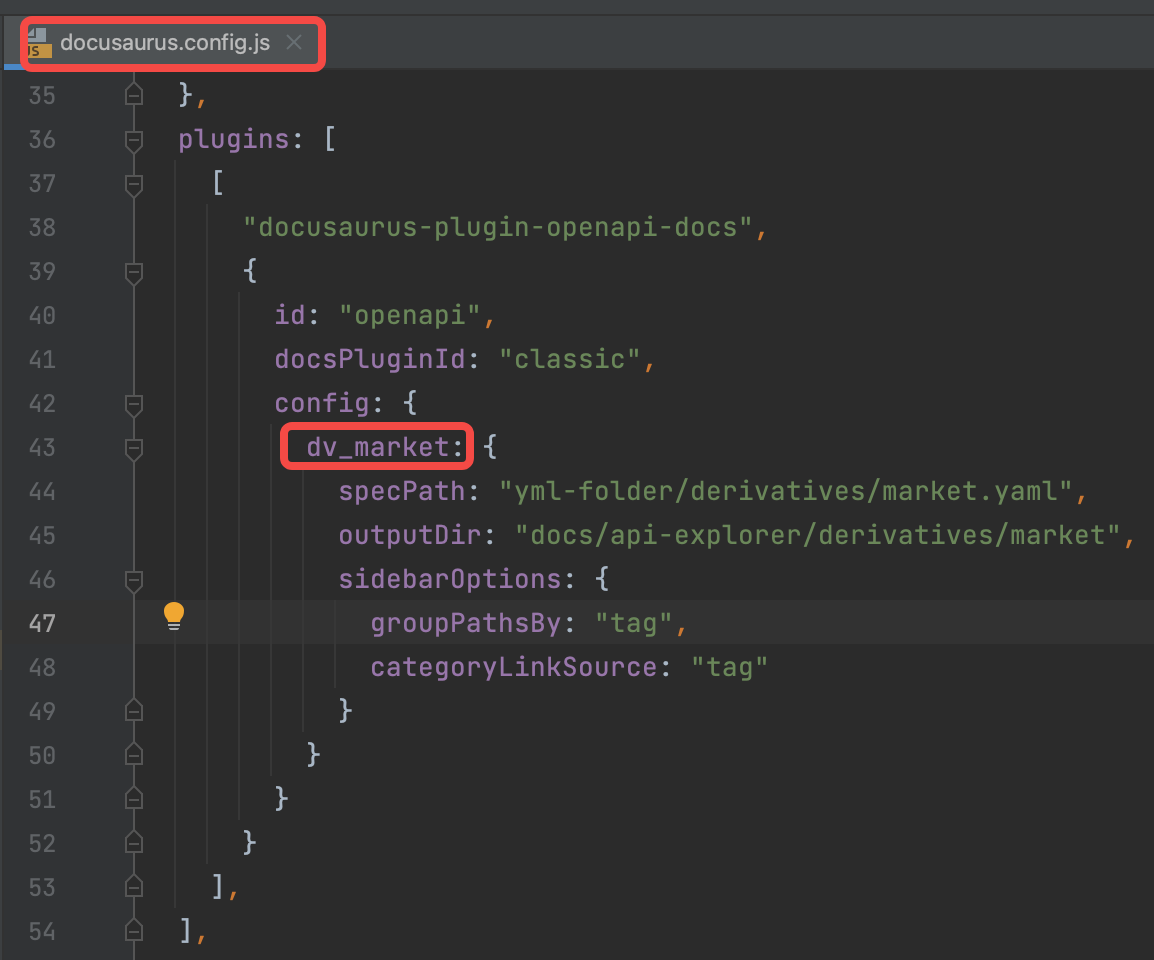 JS docusaurus.config.js
35 },
36 plugins: [
37 [
38 "docusaurus-plugin-openapi-docs",
39 {
40 id: "openapi",
41 docsPluginId: "classic",
42 config: {
43 dv_market: {
44 specPath: "yml-folder/derivatives/market.yaml",
45 outputDir: "docs/api-explorer/derivatives/market",
46 sidebarOptions: {
47 groupPathsBy: "tag",
48 categoryLinkSource: "tag"
49 }
50 }
51 }
52 }
53 ],
54 ],